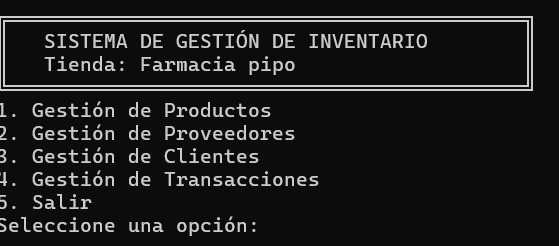 SISTEMA DE GESTIÓN DE INVENTARIO
Tienda: Farmacia pipo
1. Gestión de Productos
2. Gestión de Proveedores
3. Gestión de Clientes
4. Gestión de Transacciones
5. Salir
Seleccione una opción: